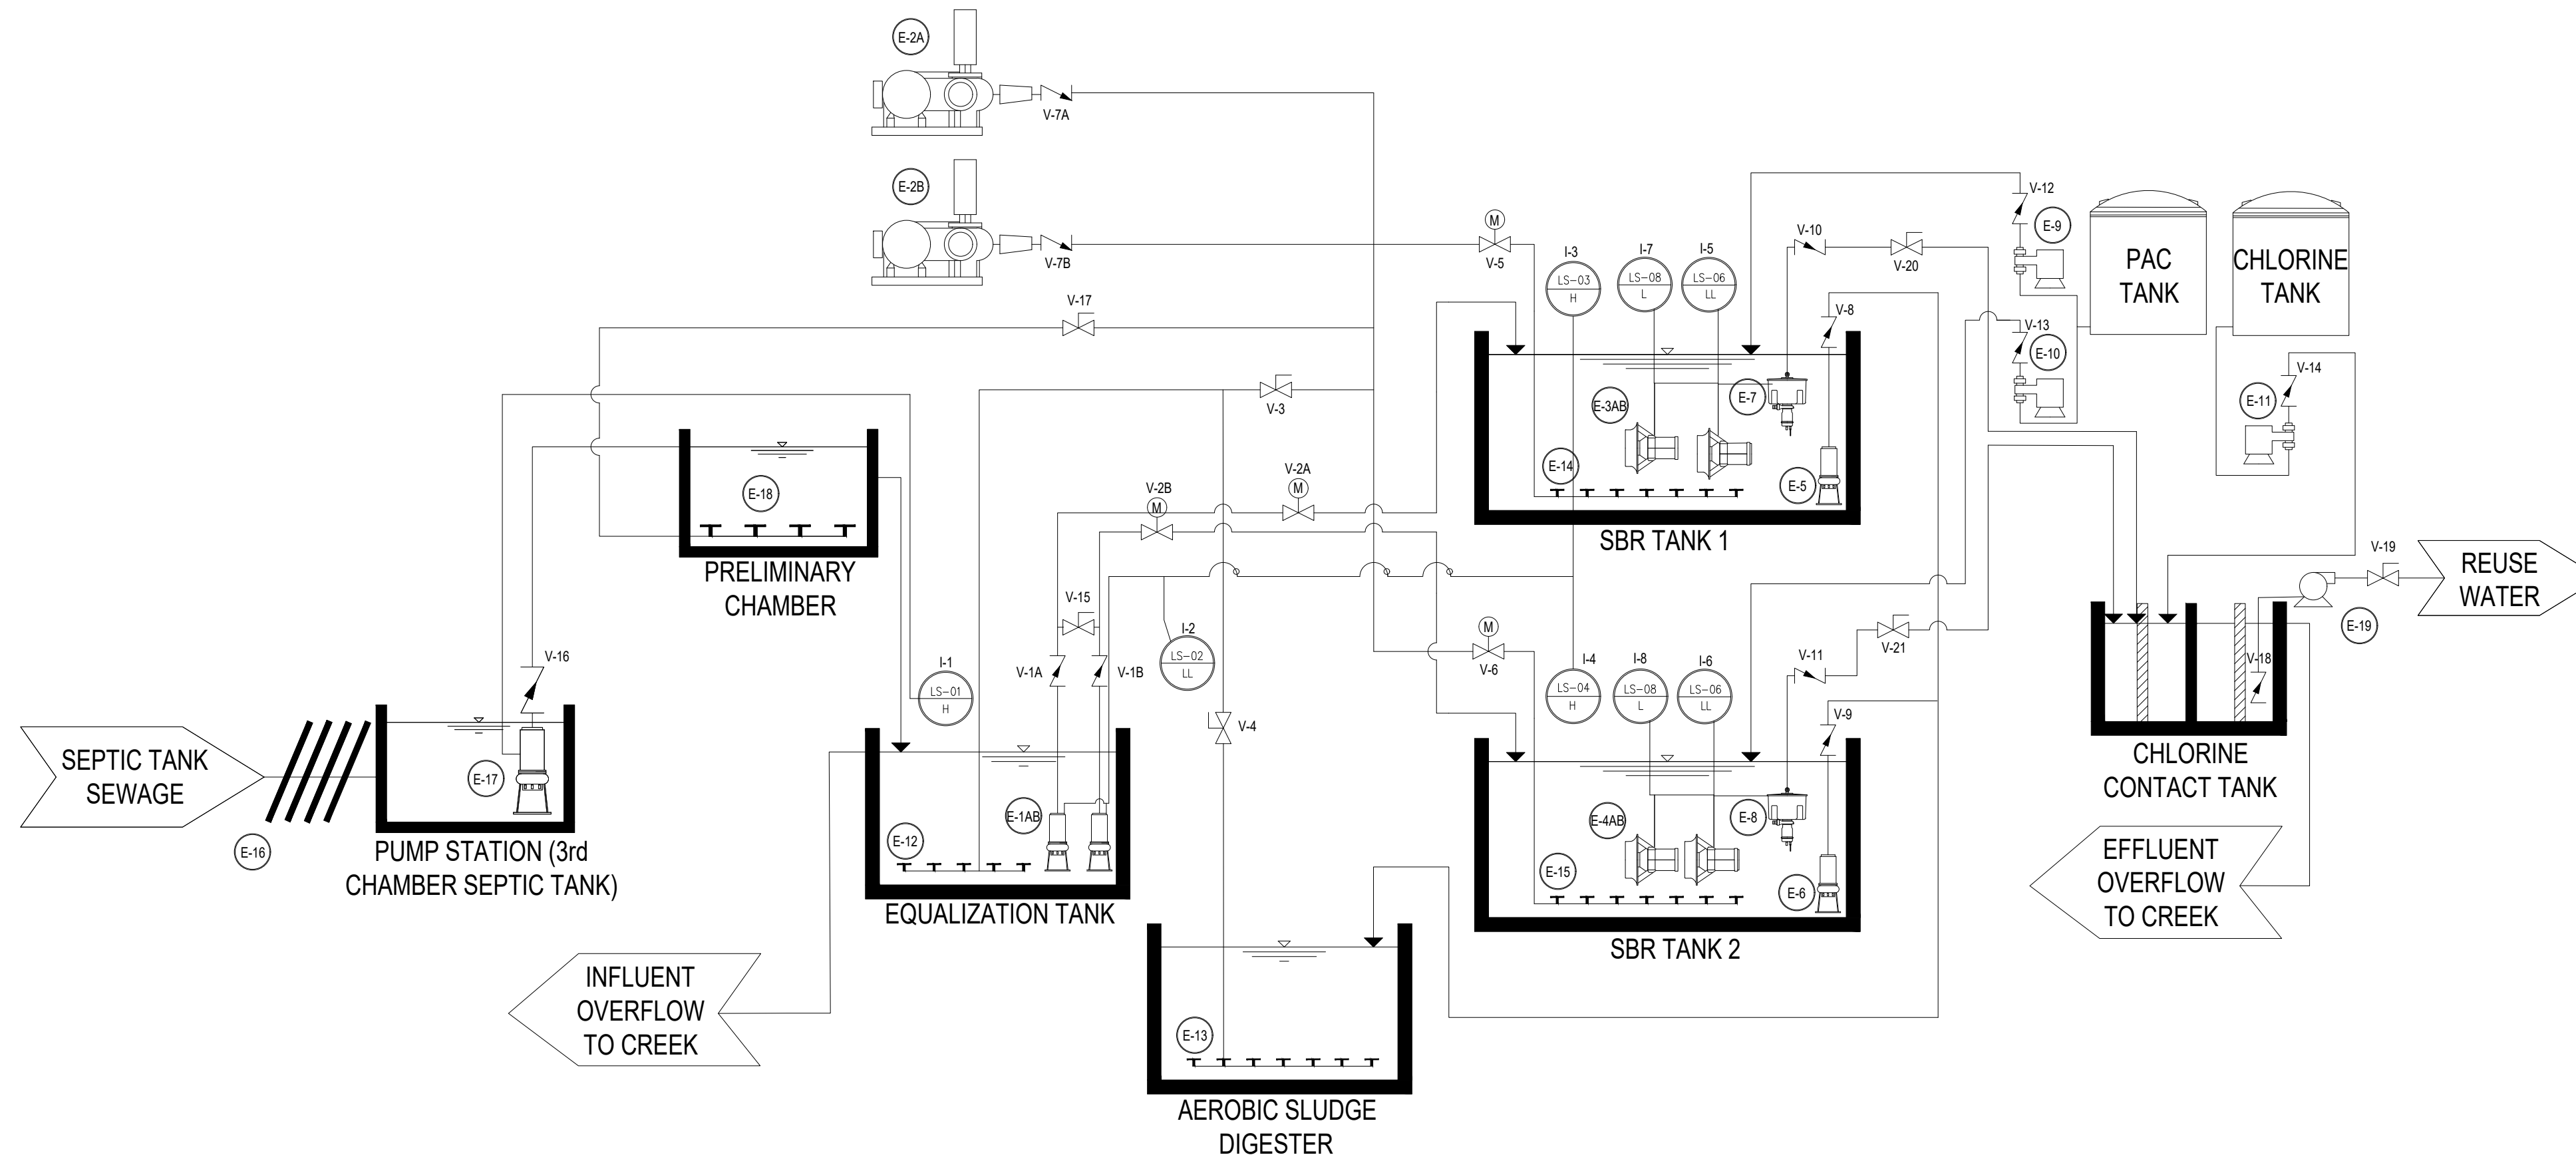 E-2A
V-7A
E-2B
V-7B
V-17
V-3
M
V-5
I-3
LS-03
H
I-7
LS-08
L
I-5
LS-06
LL
V-10
V-20
V-12
E-9
V-8
V-13
E-10
PAC
TANK
CHLORINE
TANK
V-14
E-11
E-3AB
E-7
E-14
E-5
SBR TANK 1
E-18
PRELIMINARY
CHAMBER
V-2A
M
V-2B
M
V-15
V-1A
V-1B
I-2
LS-02
LL
I-1
LS-01
H
V-16
SEPTIC TANK
SEWAGE
E-16
E-17
PUMP STATION (3rd
CHAMBER SEPTIC TANK)
V-4
E-12
E-1AB
EQUALIZATION TANK
INFLUENT
OVERFLOW
TO CREEK
E-13
AEROBIC SLUDGE
DIGESTER
M
V-6
I-4
LS-04
H
I-8
LS-08
L
I-6
LS-06
LL
V-11
V-21
V-9
E-4AB
E-8
E-15
E-6
SBR TANK 2
V-19
E-19
V-18
REUSE
WATER
CHLORINE
CONTACT TANK
EFFLUENT
OVERFLOW
TO CREEK